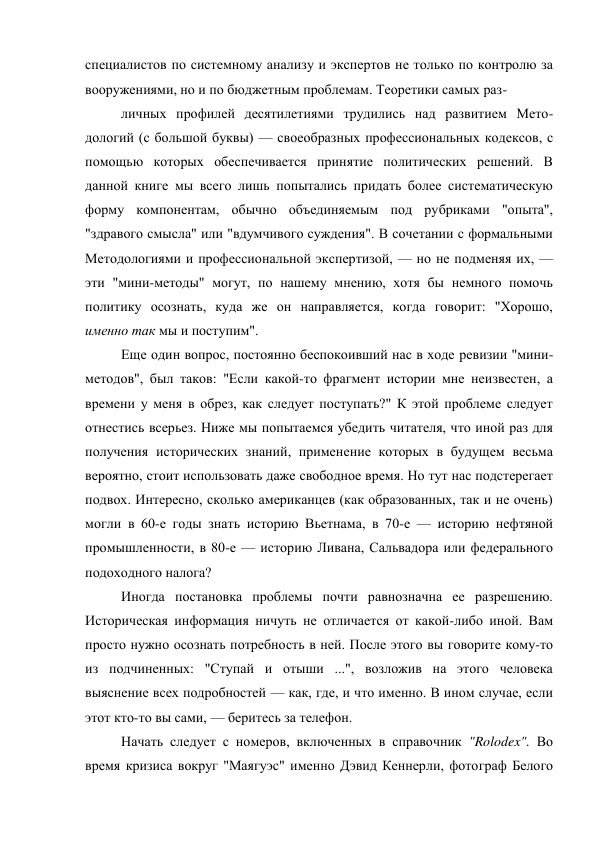 специалистов по системному анализу и экспертов не только по контролю за
вооружениями, но и по бюджетным проблемам. Теоретики самых раз-
личных профилей десятилетиями трудились над развитием Мето-
дологий (с большой буквы) — своеобразных профессиональных кодексов, с
помощью которых обеспечивается принятие политических решений. В
данной книге мы всего лишь попытались придать более систематическую
форму компонентам, обычно объединяемым под рубриками "опыта",
"здравого смысла" или "вдумчивого суждения". В сочетании с формальными
Методологиями и профессиональной экспертизой, — но не подменяя их, —
эти "мини-методы" могут, по нашему мнению, хотя бы немного помочь
политику осознать, куда же он направляется, когда говорит: "Хорошо,
именно так мы и поступим".
Еще один вопрос, постоянно беспокоивший нас в ходе ревизии "мини-
методов", был таков: "Если какой-то фрагмент истории мне неизвестен, а
времени у меня в обрез, как следует поступать?" К этой проблеме следует
отнестись всерьез. Ниже мы попытаемся убедить читателя, что иной раз для
получения исторических знаний, применение которых в будущем весьма
вероятно, стоит использовать даже свободное время. Но тут нас подстерегает
подвох. Интересно, сколько американцев (как образованных, так и не очень)
могли в 60-е годы знать историю Вьетнама, в 70-е — историю нефтяной
промышленности, в 80-е — историю Ливана, Сальвадора или федерального
подоходного налога?
Иногда постановка проблемы почти равнозначна ее разрешению.
Историческая информация ничуть не отличается от какой-либо иной. Вам
просто нужно осознать потребность в ней. После этого вы говорите кому-то
из подчиненных: "Ступай и отыши ...", возложив на этого человека
выяснение всех подробностей — как, где, и что именно. В ином случае, если
этот кто-то вы сами, — беритесь за телефон.
Начать следует с номеров, включенных в справочник "Rolodex". Во
время кризиса вокруг "Маягуэс" именно Дэвид Кеннерли, фотограф Белого